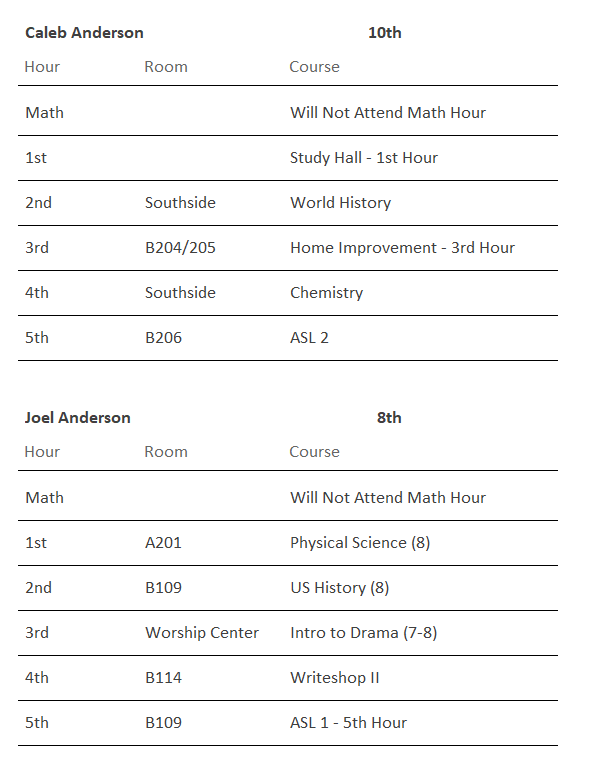 Caleb Anderson 10th
Hour Room Course
Math Will Not Attend Math Hour
1st Study Hall - 1st Hour
2nd Southside World History
3rd B204/205 Home Improvement - 3rd Hour
4th Southside Chemistry
5th B206 ASL 2
Joel Anderson 8th
Hour Room Course
Math Will Not Attend Math Hour
1st A201 Physical Science (8)
2nd B109 US History (8)
3rd Worship Center Intro to Drama (7-8)
4th B114 Writeshop II
5th B109 ASL 1 - 5th Hour